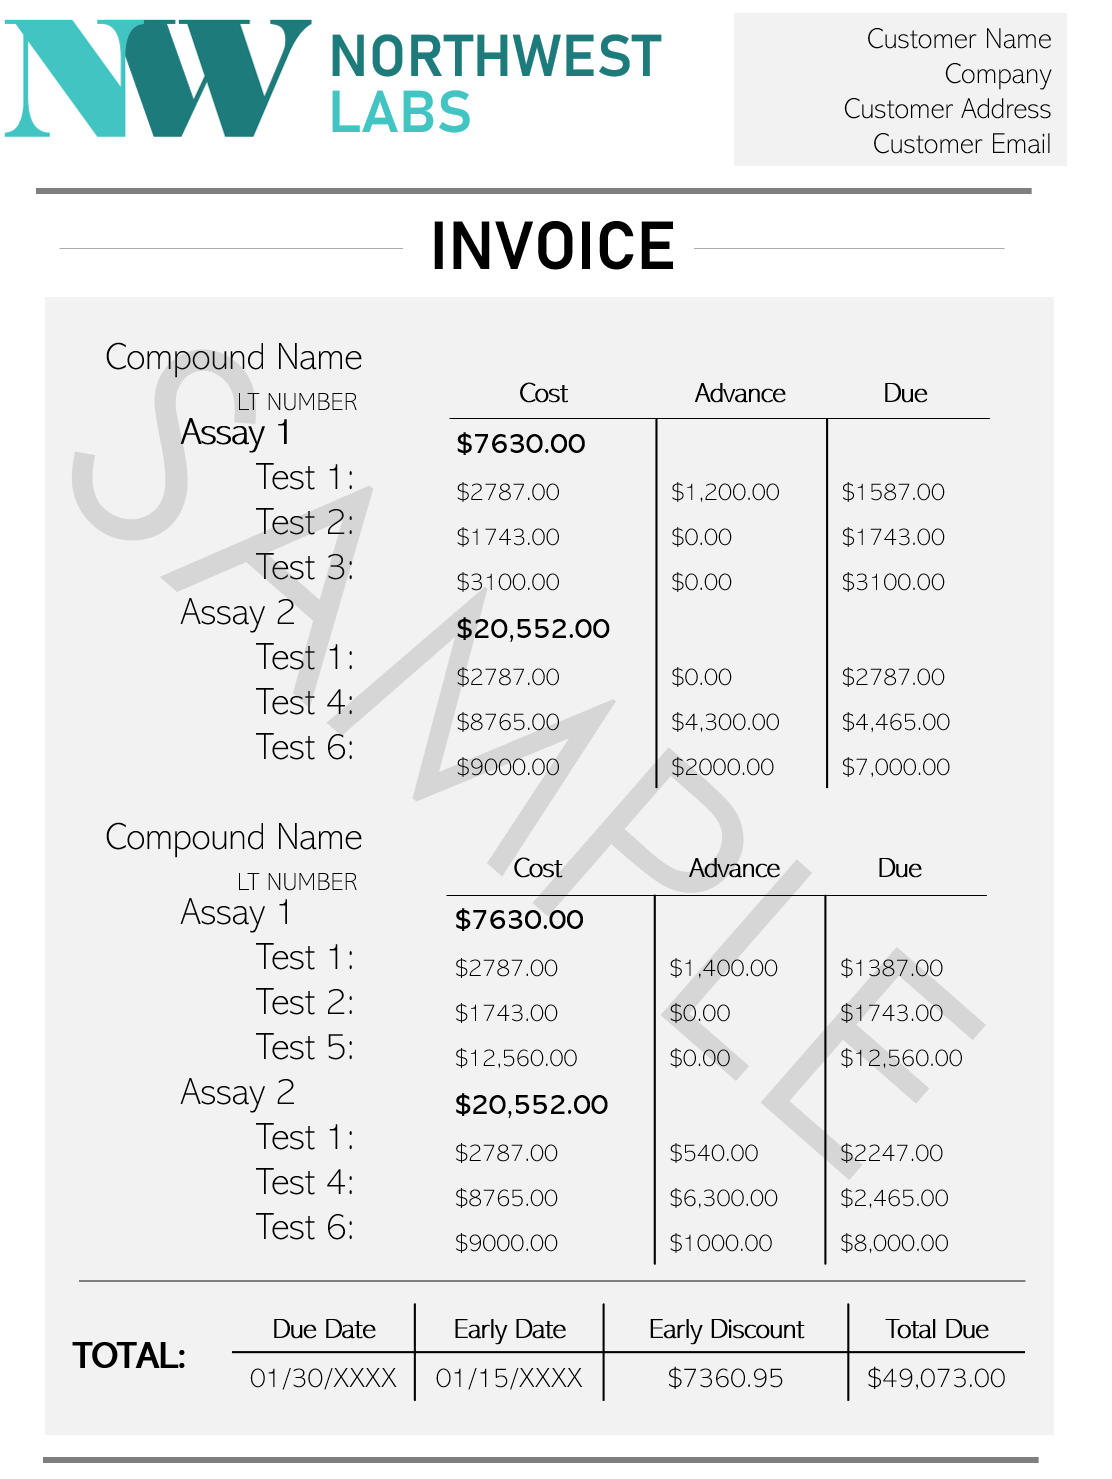 NW NORTHWEST
LABS
Customer Name
Company
Customer Address
Customer Email
INVOICE
Compound Name
LT NUMBER
Cost Advance Due
Assay 1 $7630.00
Test 1: $2787.00 $1,200.00 $1587.00
Test 2: $1743.00 $0.00 $1743.00
Test 3: $3100.00 $0.00 $3100.00
Assay 2 $20,552.00
Test 1: $2787.00 $0.00 $2787.00
Test 4: $8765.00 $4,300.00 $4,465.00
Test 6: $9000.00 $2000.00 $7,000.00
Compound Name
LT NUMBER
Cost Advance Due
Assay 1 $7630.00
Test 1: $2787.00 $1,400.00 $1387.00
Test 2: $1743.00 $0.00 $1743.00
Test 5: $12,560.00 $0.00 $12,560.00
Assay 2 $20,552.00
Test 1: $2787.00 $540.00 $2247.00
Test 4: $8765.00 $6,300.00 $2,465.00
Test 6: $9000.00 $1000.00 $8,000.00
TOTAL:
Due Date Early Date Early Discount Total Due
01/30/XXXX 01/15/XXXX $7360.95 $49,073.00
SAMPLE